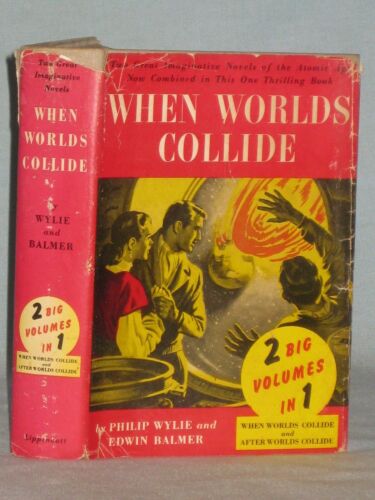 Two Great
Imaginative
Novels
WHEN
WORLDS
COLLIDE
by
WYLIE
and
BALMER
2 BIG
VOLUMES
IN 1
WHEN WORLDS COLLIDE
and
AFTER WORLDS COLLIDE
Lippincott
Two Great Imaginative Novels of the Atomic Age
Now Combined in This One Thrilling Book
WHEN WORLDS
COLLIDE
2 BIG
VOLUMES
IN 1
WHEN WORLDS COLLIDE
and
AFTER WORLDS COLLIDE
by PHILIP WYLIE and
EDWIN BALMER